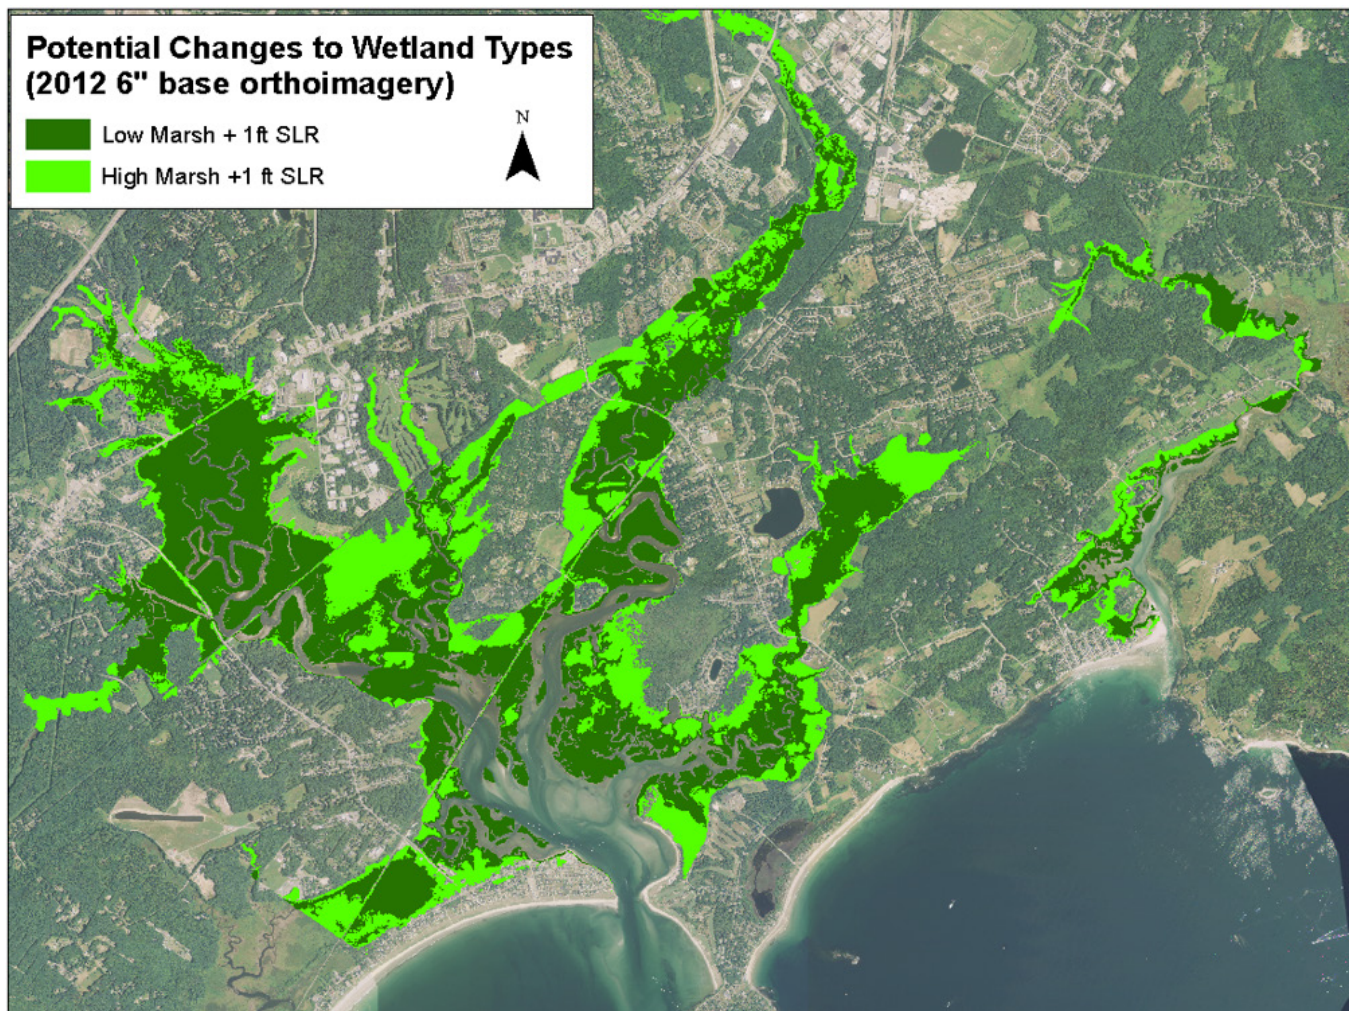 Potential Changes to Wetland Types
(2012 6" base orthoimagery)
N
Low Marsh + 1ft SLR
High Marsh +1 ft SLR